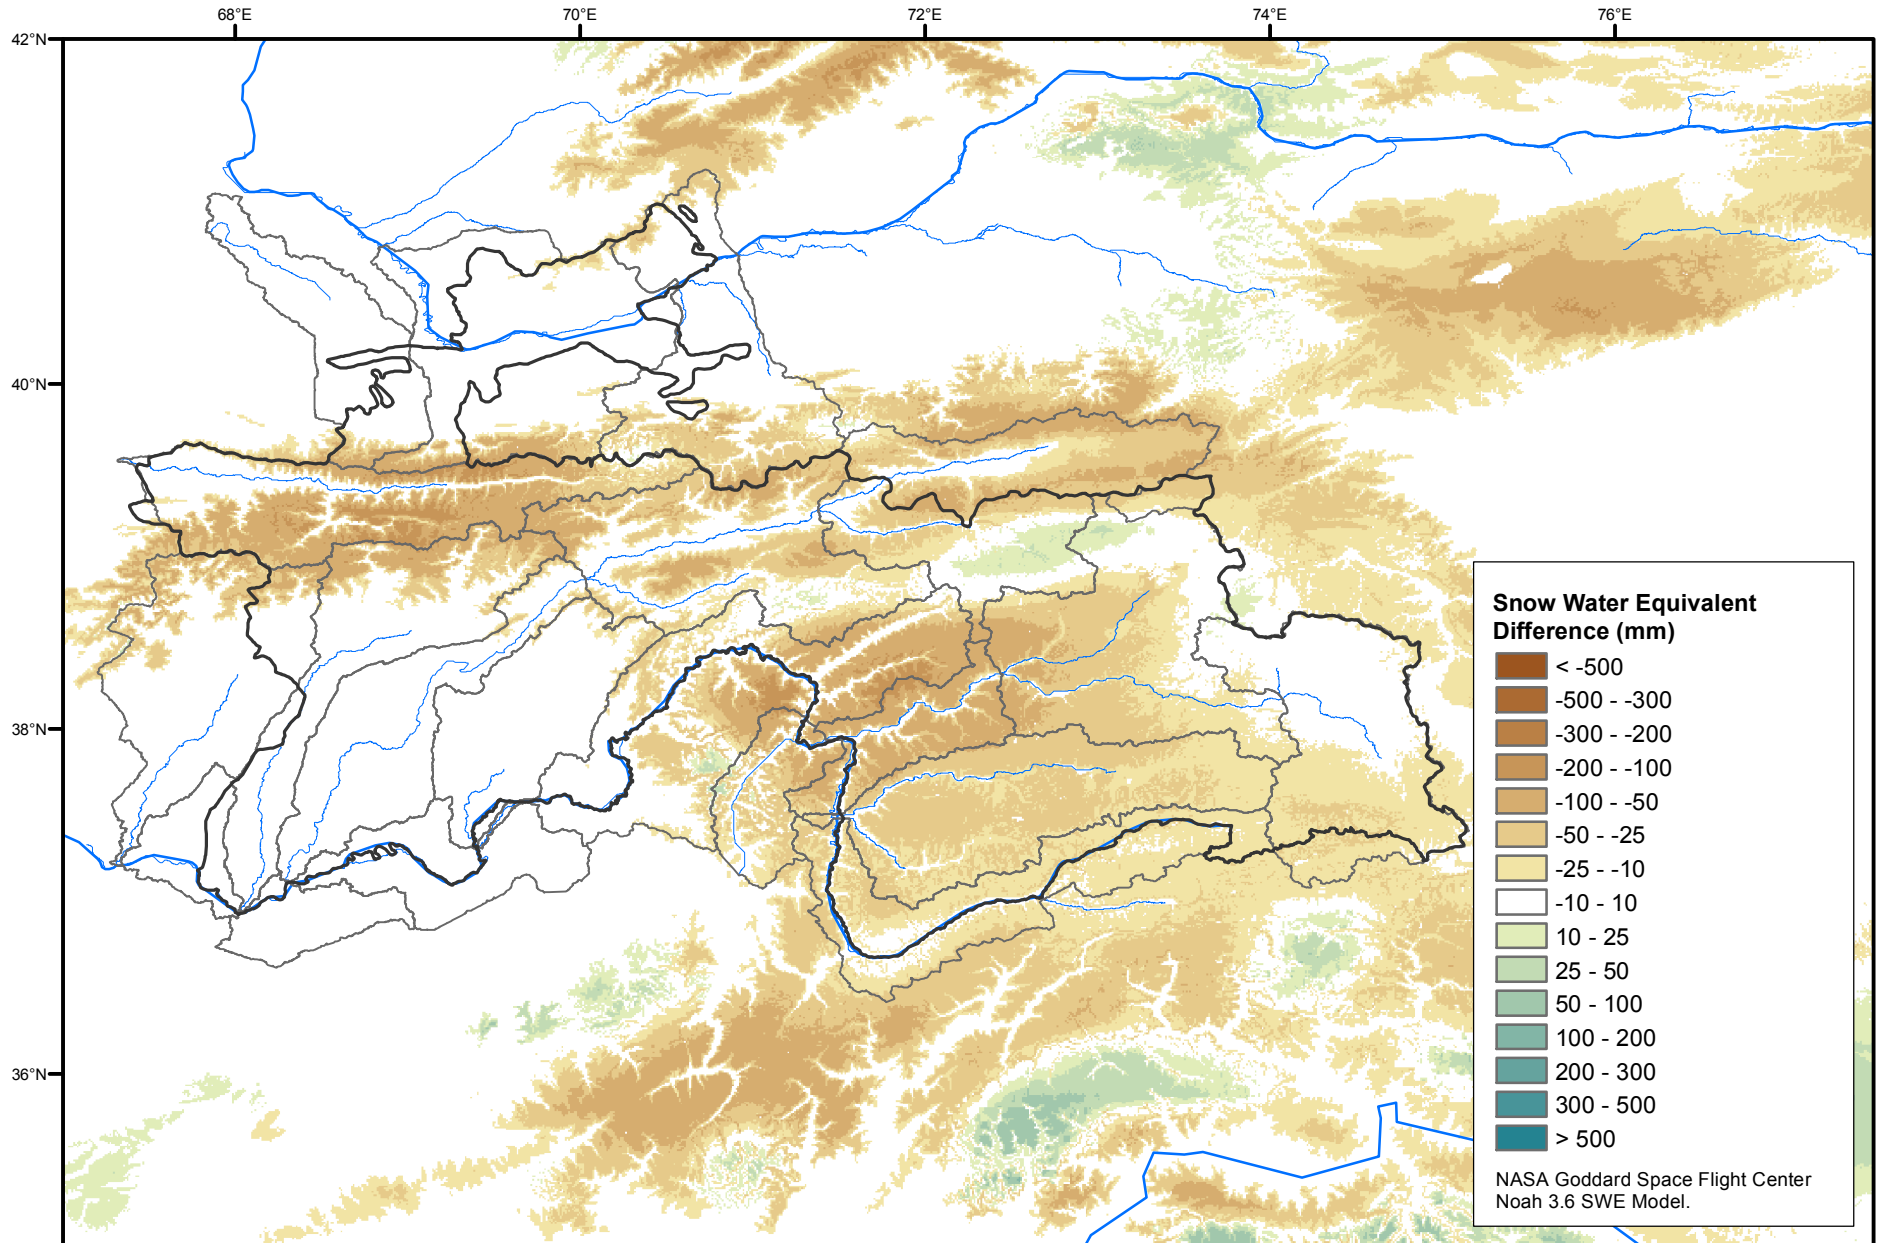 68°E
70°E
72°E
74°E
76°E
42°N
40°N
38°N
36°N
Snow Water Equivalent
Difference (mm)
< -500
-500 - -300
-300 - -200
-200 - -100
-100 - -50
-50 - -25
-25 - -10
-10 - 10
10 - 25
25 - 50
50 - 100
100 - 200
200 - 300
300 - 500
> 500
NASA Goddard Space Flight Center
Noah 3.6 SWE Model.